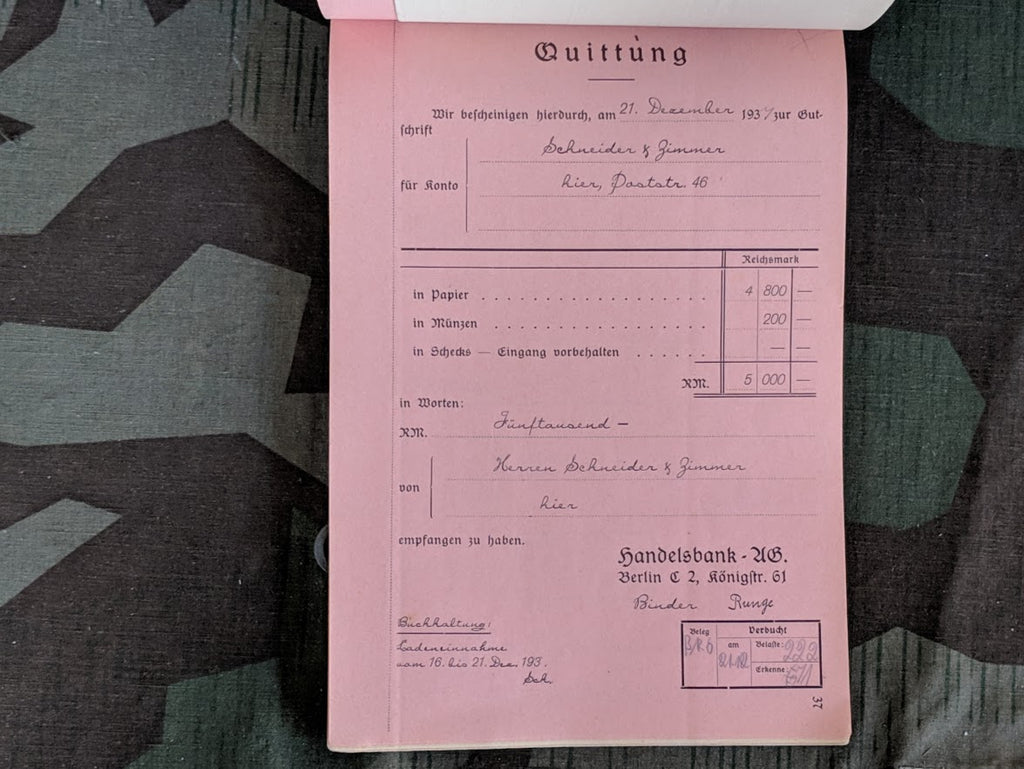 Quittung
Wir bescheinigen hierdurch, am 21. Dezember 193 zur Gut-
schrift
Schneider & Zimmer
für Konto
hier, Poststr. 46
Reichsmark
in Papier 4 800 —
in Münzen 200 —
in Schecks — Eingang vorbehalten — —
RM. 5 000 —
in Worten:
RM. Fünftausend —
Herren Schneider & Zimmer
von
hier
empfangen zu haben.
Handelsbank-AG.
Berlin C 2, Königstr. 61
Binder Runge
Buchhaltung:
Ladeneinnahme
vom 16. bis 21. Dez. 193.
Sch.
Beleg Verbucht
am Belaste: 222
21.12
Erkenne:
37